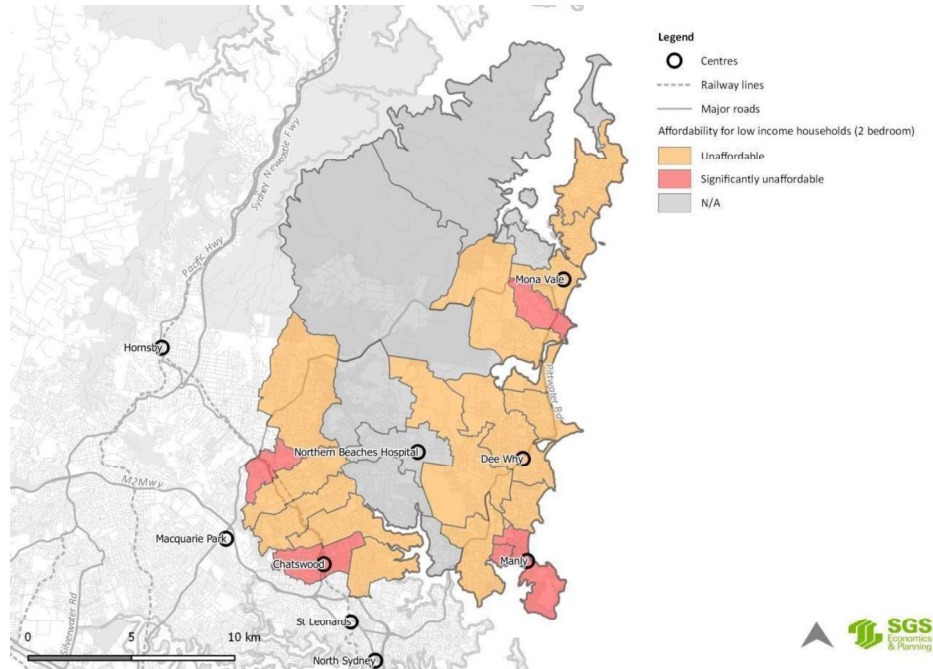 Legend
Centres
Railway lines
Major roads
Affordability for low income households (2 bedroom)
Unaffordable
Significantly unaffordable
N/A
Sydney Newcastle Fwy
Pacific Hwy
Mona Vale
Hornsby
Pittwater Rd
Northern Beaches Hospital
Dee Why
M2Mwy
Macquarie Park
Chatswood
Manly
Silverwater Rd
St Leonards
0 5 10 km
North Sydney
SGS
Economics
& Planning